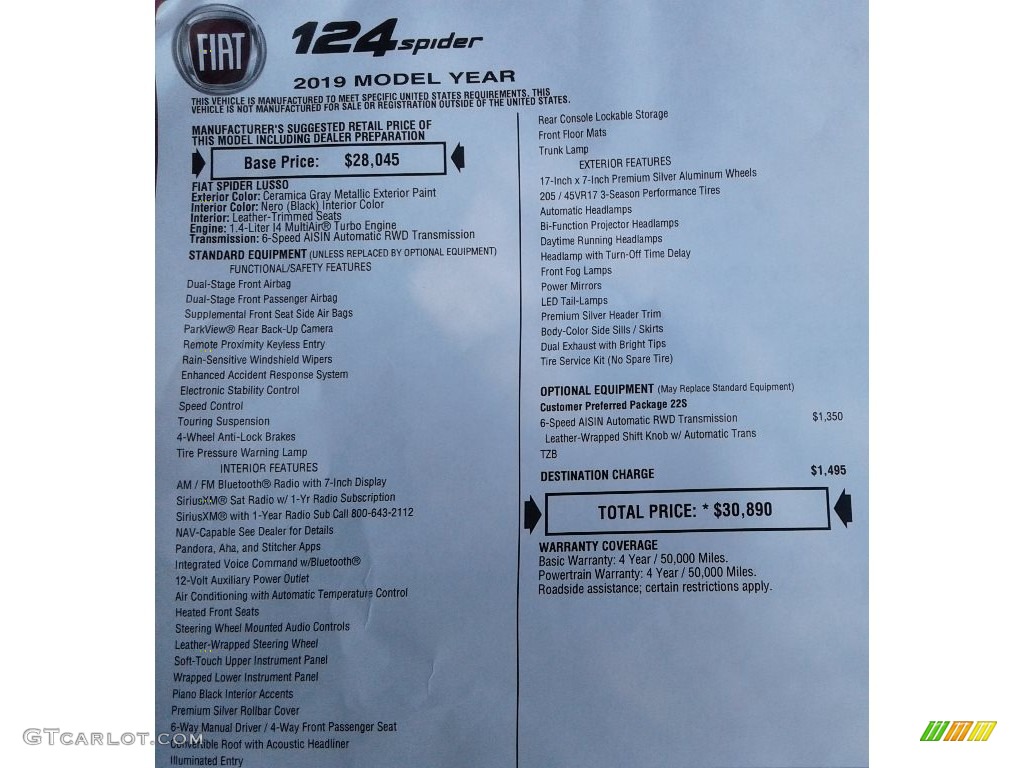 FIAT
124 spider
2019 MODEL YEAR
THIS VEHICLE IS MANUFACTURED TO MEET SPECIFIC UNITED STATES REQUIREMENTS. THIS
VEHICLE IS NOT MANUFACTURED FOR SALE OR REGISTRATION OUTSIDE OF THE UNITED STATES.
MANUFACTURER'S SUGGESTED RETAIL PRICE OF
THIS MODEL INCLUDING DEALER PREPARATION
Base Price: $28,045
FIAT SPIDER LUSSO
Exterior Color: Ceramica Gray Metallic Exterior Paint
Interior Color: Nero (Black) Interior Color
Interior: Leather-Trimmed Seats
Engine: 1.4-Liter I4 MultiAir® Turbo Engine
Transmission: 6-Speed AISIN Automatic RWD Transmission
STANDARD EQUIPMENT (UNLESS REPLACED BY OPTIONAL EQUIPMENT)
FUNCTIONAL/SAFETY FEATURES
Dual-Stage Front Airbag
Dual-Stage Front Passenger Airbag
Supplemental Front Seat Side Air Bags
ParkView® Rear Back-Up Camera
Remote Proximity Keyless Entry
Rain-Sensitive Windshield Wipers
Enhanced Accident Response System
Electronic Stability Control
Speed Control
Touring Suspension
4-Wheel Anti-Lock Brakes
Tire Pressure Warning Lamp
INTERIOR FEATURES
AM / FM Bluetooth® Radio with 7-Inch Display
SiriusXM® Sat Radio w/ 1-Yr Radio Subscription
SiriusXM® with 1-Year Radio Sub Call 800-643-2112
NAV-Capable See Dealer for Details
Pandora, Aha, and Stitcher Apps
Integrated Voice Command w/Bluetooth®
12-Volt Auxiliary Power Outlet
Air Conditioning with Automatic Temperature Control
Heated Front Seats
Steering Wheel Mounted Audio Controls
Leather-Wrapped Steering Wheel
Soft-Touch Upper Instrument Panel
Wrapped Lower Instrument Panel
Piano Black Interior Accents
Premium Silver Rollbar Cover
6-Way Manual Driver / 4-Way Front Passenger Seat
Convertible Roof with Acoustic Headliner
Illuminated Entry
Rear Console Lockable Storage
Front Floor Mats
Trunk Lamp
EXTERIOR FEATURES
17-Inch x 7-Inch Premium Silver Aluminum Wheels
205 / 45VR17 3-Season Performance Tires
Automatic Headlamps
Bi-Function Projector Headlamps
Daytime Running Headlamps
Headlamp with Turn-Off Time Delay
Front Fog Lamps
Power Mirrors
LED Tail-Lamps
Premium Silver Header Trim
Body-Color Side Sills / Skirts
Dual Exhaust with Bright Tips
Tire Service Kit (No Spare Tire)
OPTIONAL EQUIPMENT (May Replace Standard Equipment)
Customer Preferred Package 22S
6-Speed AISIN Automatic RWD Transmission $1,350
Leather-Wrapped Shift Knob w/ Automatic Trans
TZB
DESTINATION CHARGE $1,495
TOTAL PRICE: * $30,890
WARRANTY COVERAGE
Basic Warranty: 4 Year / 50,000 Miles.
Powertrain Warranty: 4 Year / 50,000 Miles.
Roadside assistance; certain restrictions apply.
GTCARLOT.COM